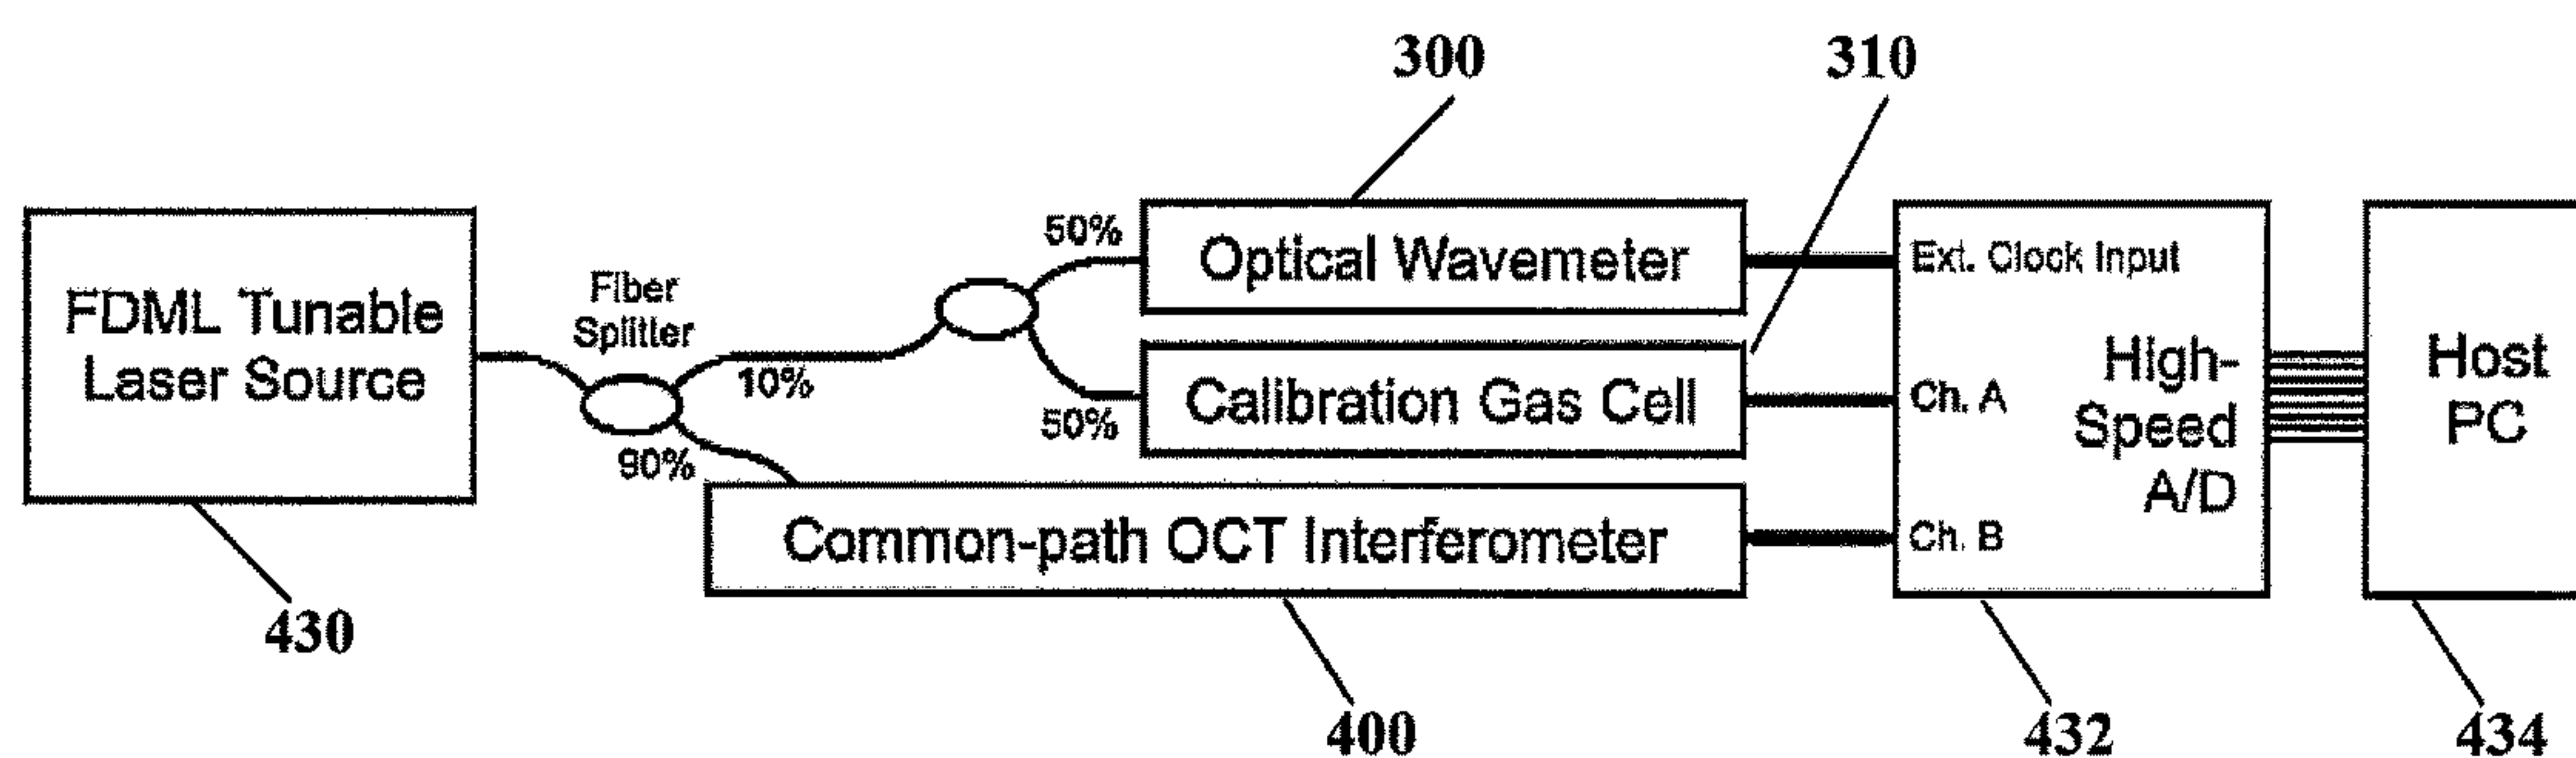 300
310
FDML Tunable
Laser Source
Fiber
Splitter
10%
90%
50%
50%
Optical Wavemeter
Calibration Gas Cell
Common-path OCT Interferometer
Ext. Clock Input
Ch. A
Ch. B
High-
Speed
A/D
Host
PC
430
400
432
434